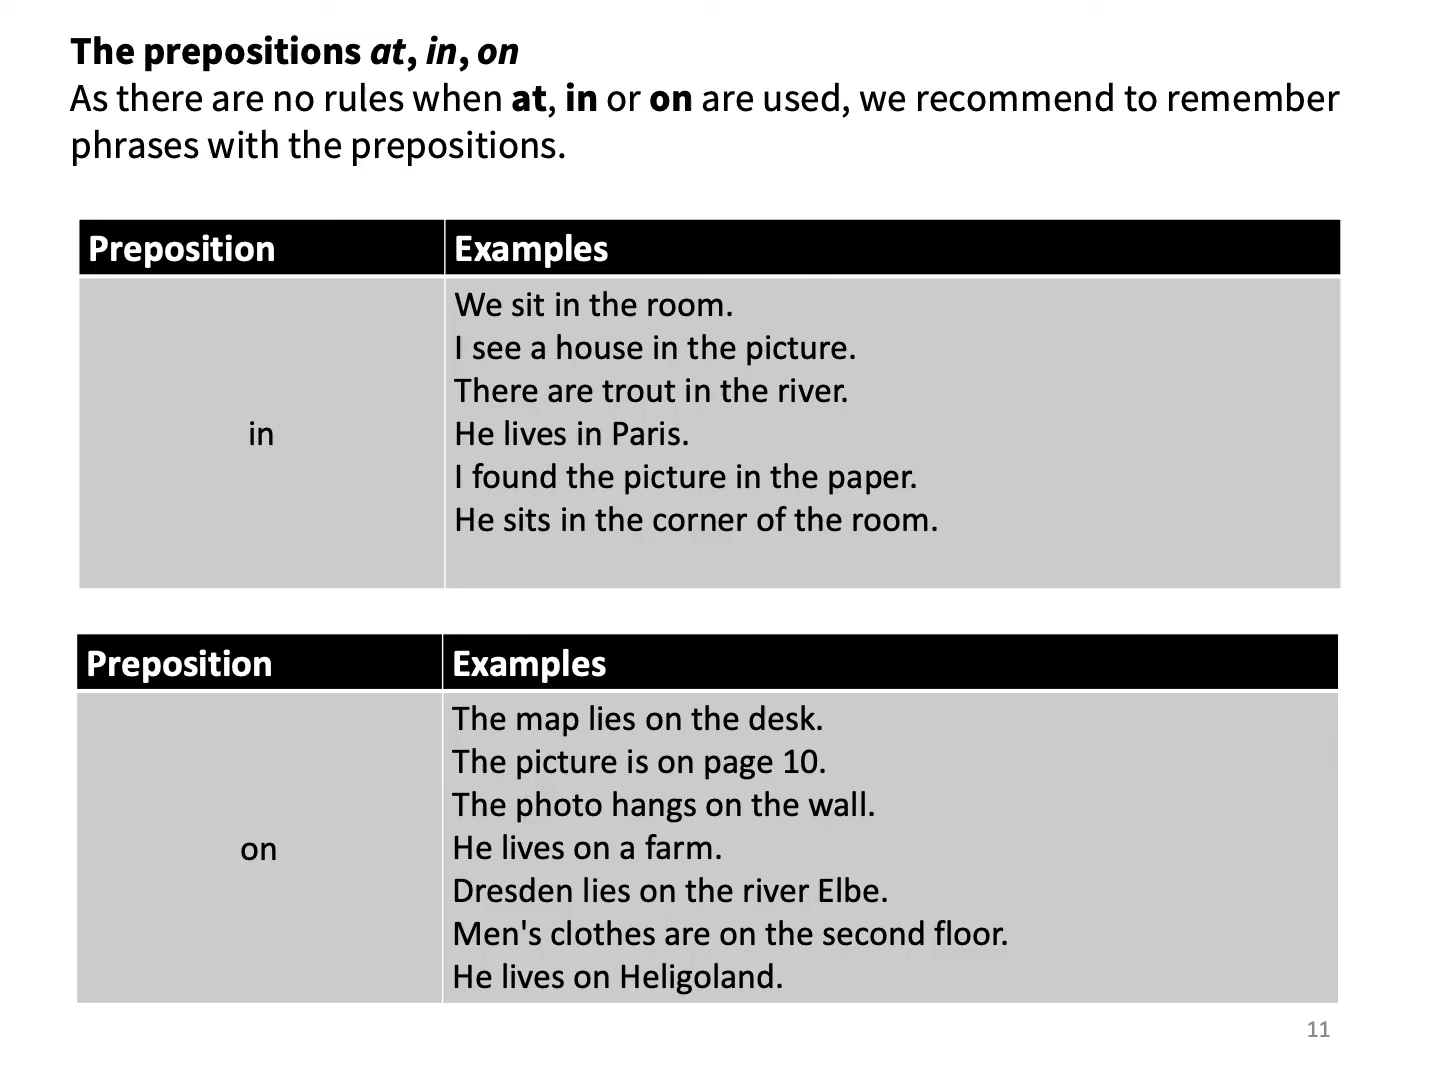 The prepositions at, in, on
As there are no rules when at, in or on are used, we recommend to remember
phrases with the prepositions.
Preposition Examples
in
We sit in the room.
I see a house in the picture.
There are trout in the river.
He lives in Paris.
I found the picture in the paper.
He sits in the corner of the room.
Preposition Examples
on
The map lies on the desk.
The picture is on page 10.
The photo hangs on the wall.
He lives on a farm.
Dresden lies on the river Elbe.
Men's clothes are on the second floor.
He lives on Heligoland.
11